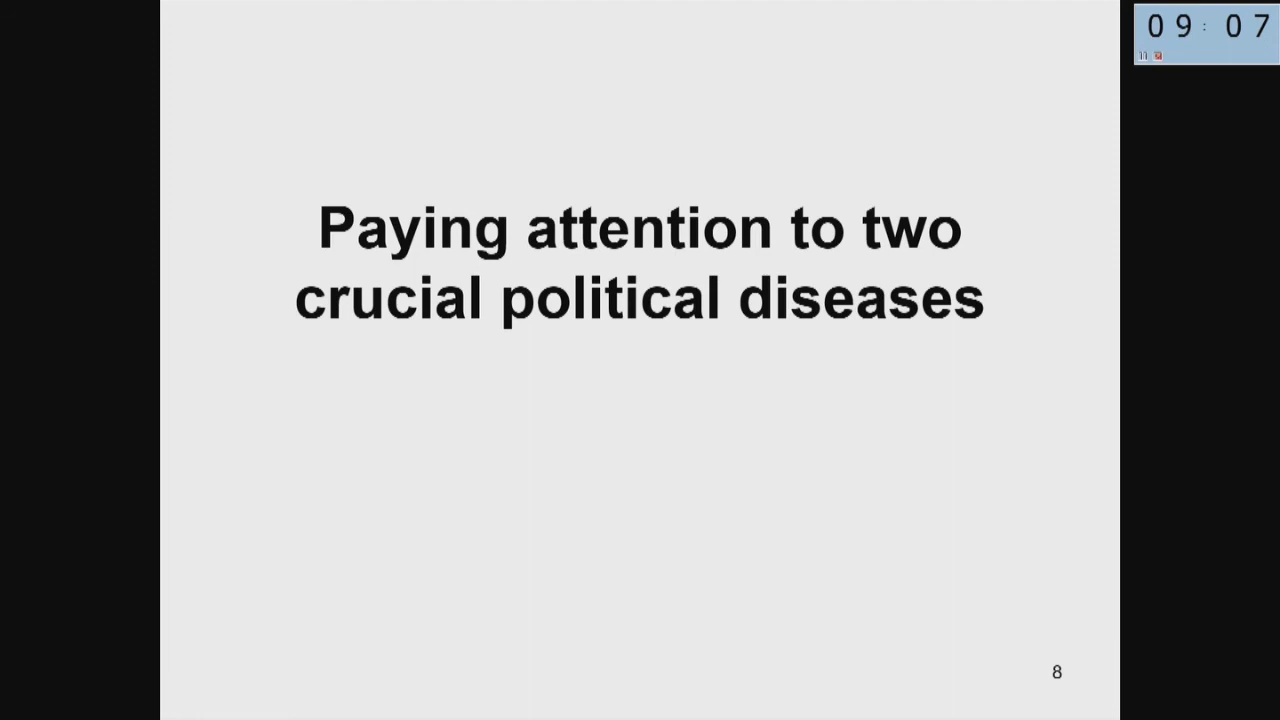 09:07
Paying attention to two
crucial political diseases
8